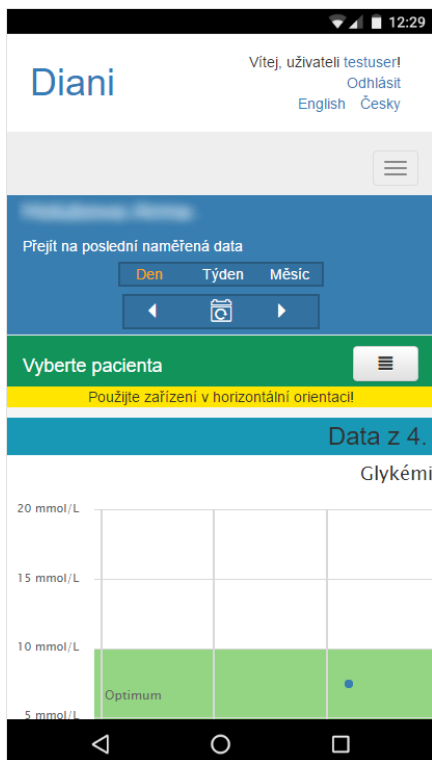 12:29
Diani
Vítej, uživateli testuser!
Odhlásit
English Česky
Přejít na poslední naměřená data
Den Týden Měsíc
Vyberte pacienta
Použijte zařízení v horizontální orientaci!
Data z 4.
Glykémi
20 mmol/L
15 mmol/L
10 mmol/L
Optimum
5 mmol/L